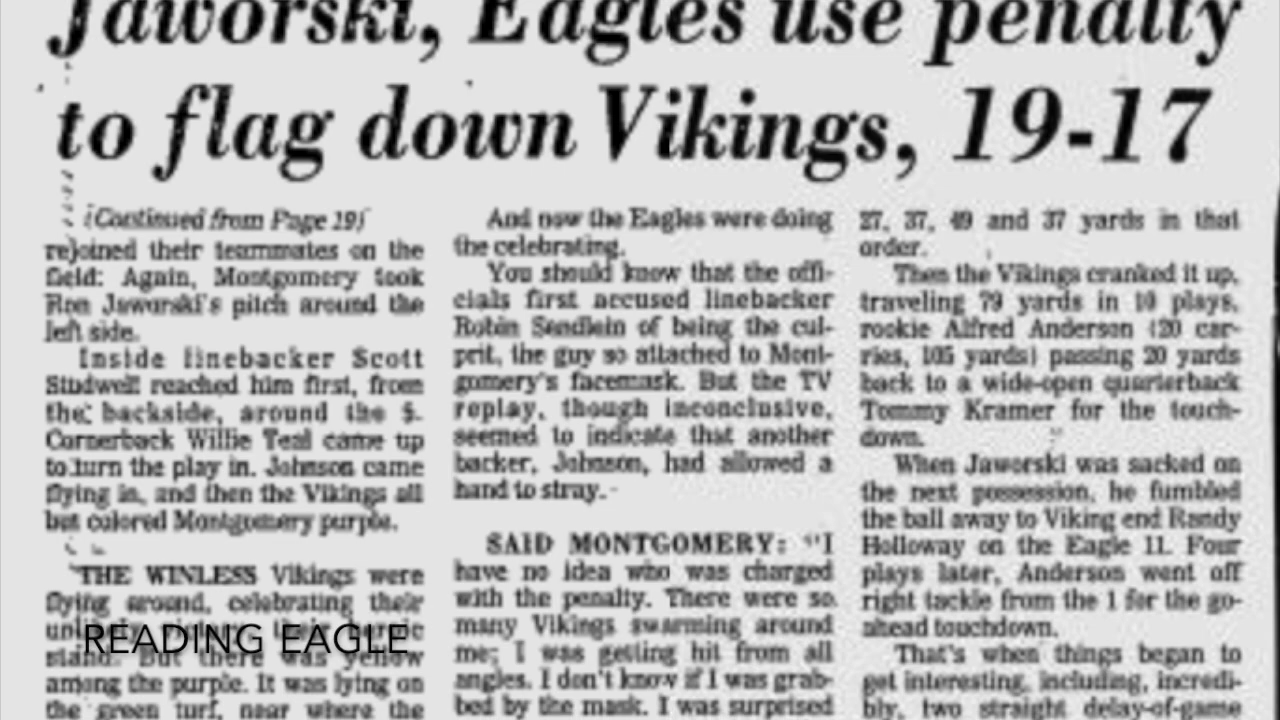 Jaworski, Eagles use penalty
to flag down Vikings, 19-17
(Continued from Page 19)
rejoined their teammates on the
field: Again, Montgomery took
Ron Jaworski's pitch around the
left side.
Inside linebacker Scott
Studwell reached him first, from
the backside, around the 5.
Cornerback Willie Teal came up
to turn the play in. Johnson came
flying in, and then the Vikings all
but colored Montgomery purple.
THE WINLESS Vikings were
flying around, celebrating their
stand. But there was yellow
among the purple. It was lying on
the green turf, near where the
And now the Eagles were doing
the celebrating.
You should know that the offi-
cials first accused linebacker
Robin Sendlein of being the cul-
prit, the guy so attached to Mont-
gomery's facemask. But the TV
replay, though inconclusive,
seemed to indicate that another
backer, Johnson, had allowed a
hand to stray.
SAID MONTGOMERY: "I
have no idea who was charged
with the penalty. There were so
many Vikings swarming around
me; I was getting hit from all
angles. I don't know if I was grab-
bed by the mask. I was surprised
27, 37, 49 and 37 yards in that
order.
Then the Vikings cranked it up,
traveling 79 yards in 10 plays,
rookie Alfred Anderson (20 car-
ries, 105 yards) passing 20 yards
back to a wide-open quarterback
Tommy Kramer for the touch-
down.
When Jaworski was sacked on
the next possession, he fumbled
the ball away to Viking end Randy
Holloway on the Eagle 11. Four
plays later, Anderson went off
right tackle from the 1 for the go-
ahead touchdown.
That's when things began to
get interesting, including, incredi-
bly, two straight delay-of-game
READING EAGLE